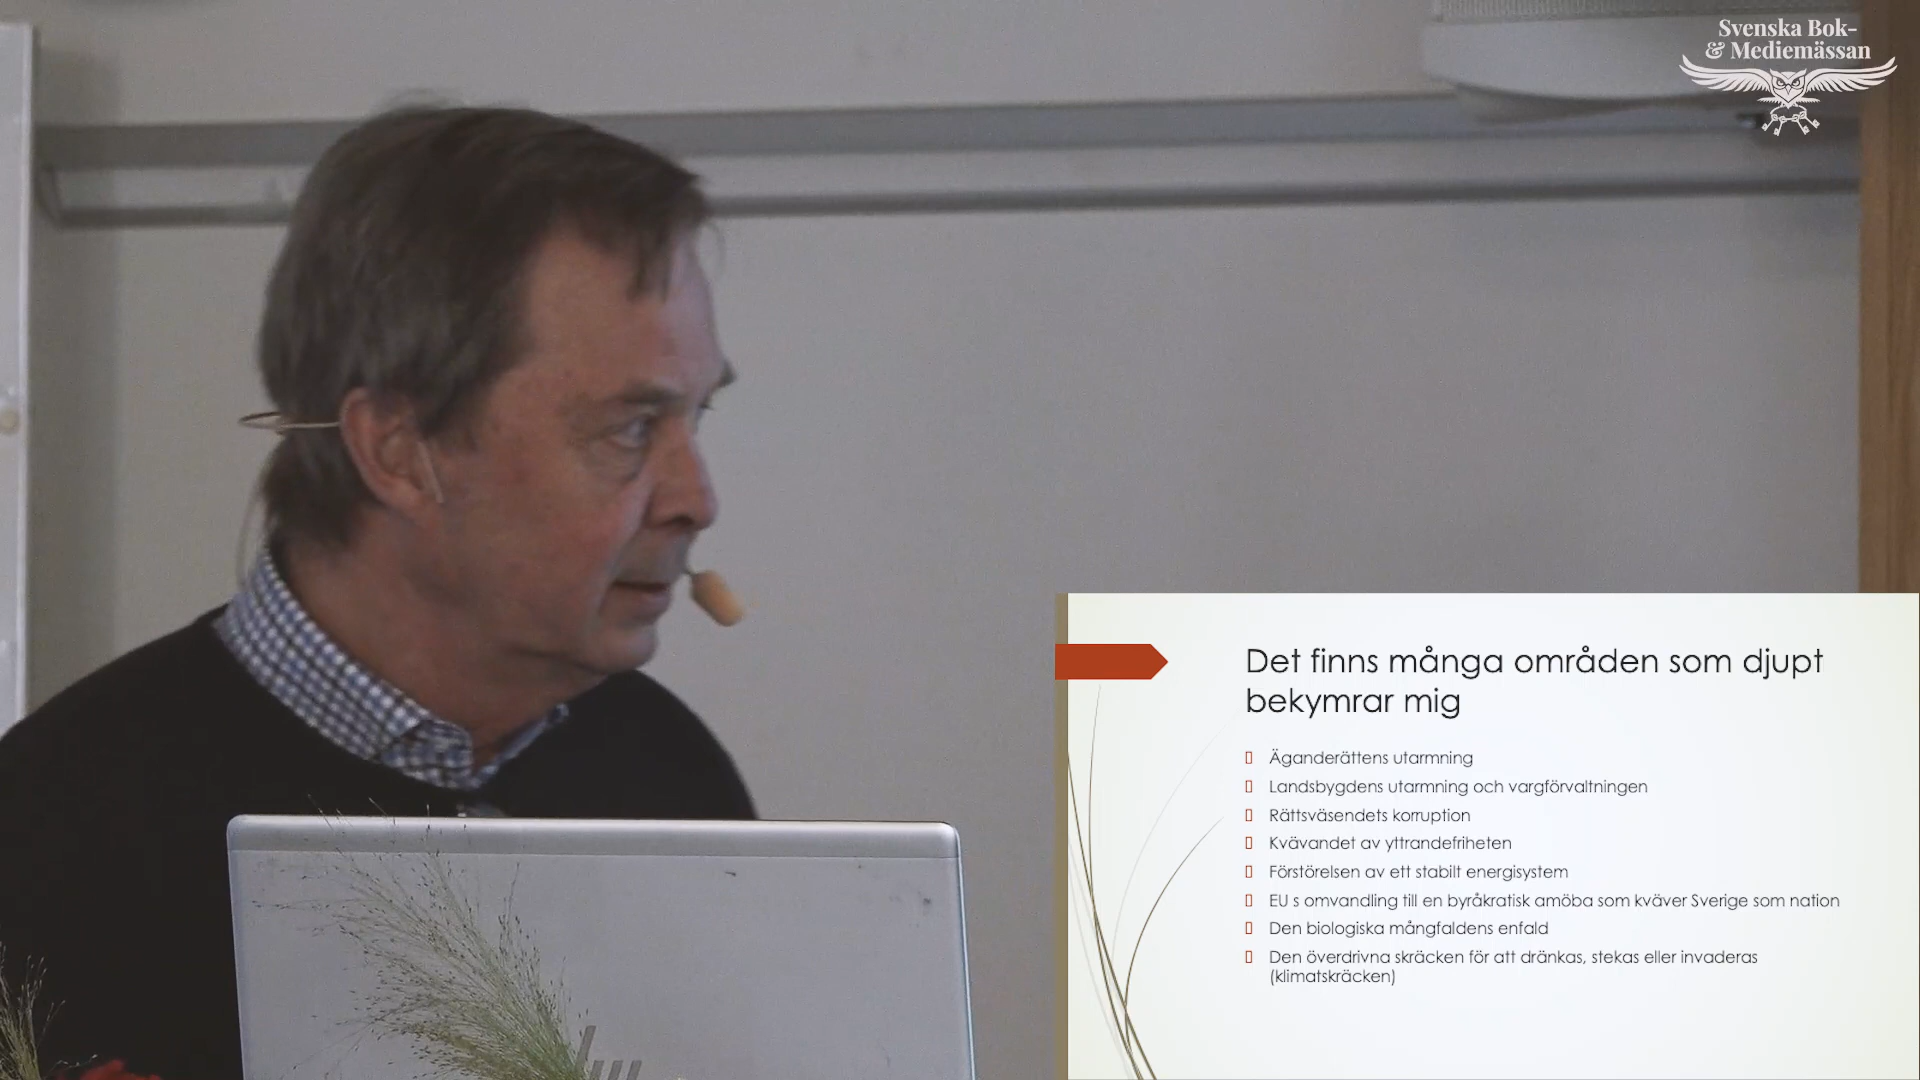 Svenska Bok-
& Mediemässan
Det finns många områden som djupt
bekymrar mig
Äganderättens utarmning
Landsbygdens utarmning och vargförvaltningen
Rättsväsendets korruption
Kvävandet av yttrandefriheten
Förstörelsen av ett stabilt energisystem
EU s omvandling till en byråkratisk amöba som kväver Sverige som nation
Den biologiska mångfaldens enfald
Den överdrivna skräcken för att dränkas, stekas eller invaderas
(klimatskräcken)